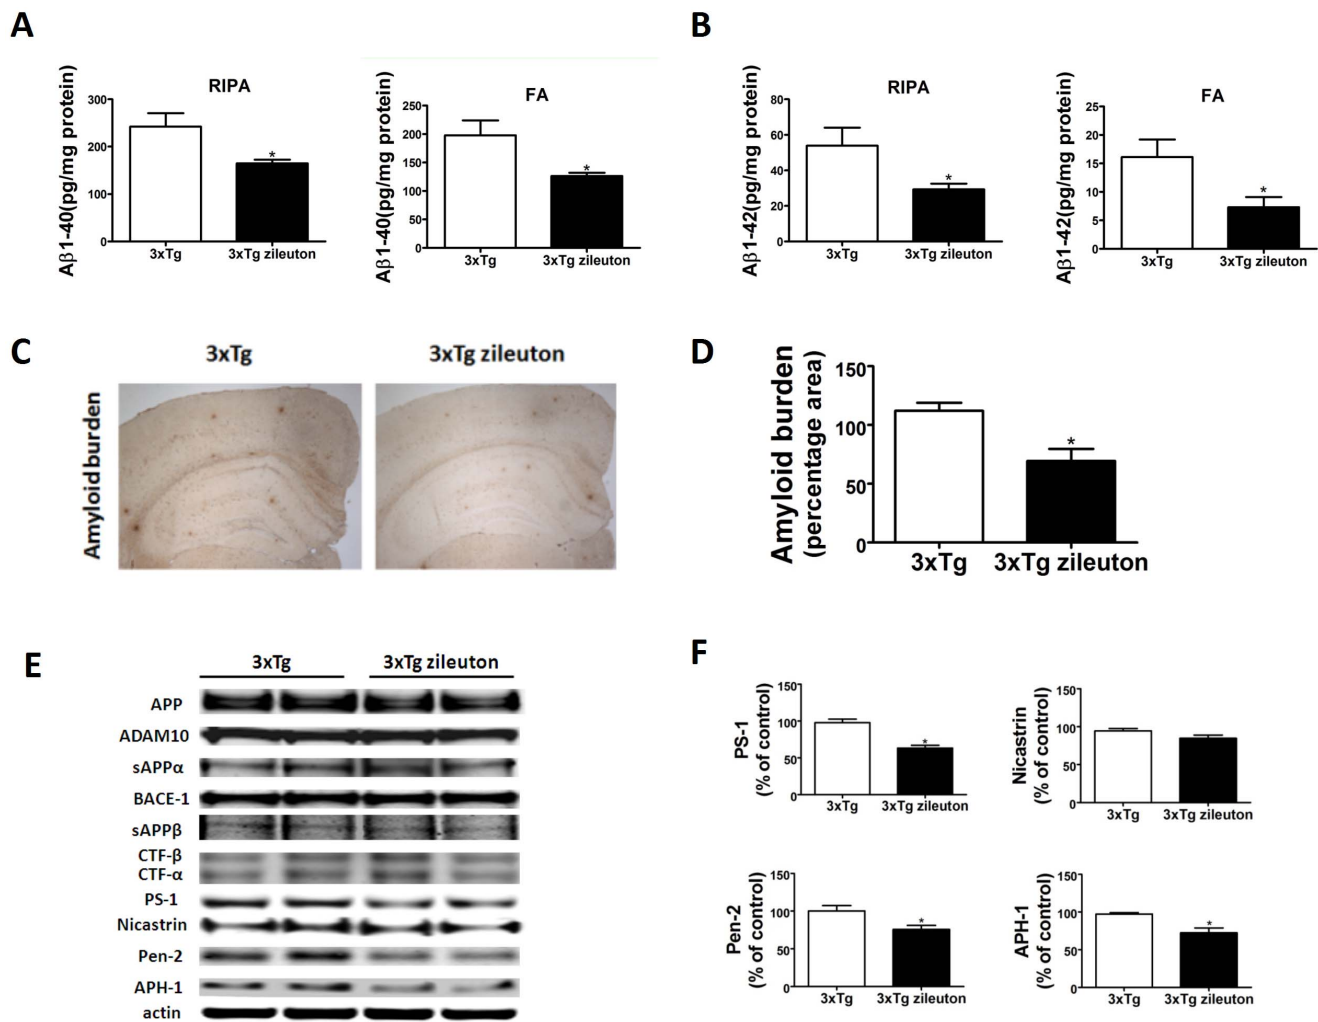 A
B
RIPA
Aβ1-40(pg/mg protein)
300
200
100
0
3xTg
3xTg zileuton
FA
Aβ1-40(pg/mg protein)
250
200
150
100
50
0
3xTg
3xTg zileuton
RIPA
Aβ1-42(pg/mg protein)
80
60
40
20
0
3xTg
3xTg zileuton
FA
Aβ1-42(pg/mg protein)
25
20
15
10
5
0
3xTg
3xTg zileuton
*
*
*
*
C
3xTg
3xTg zileuton
Amyloid burden
D
Amyloid burden
(percentage area)
150
100
50
0
*
3xTg
3xTg zileuton
E
3xTg
3xTg zileuton
APP
ADAM10
sAPPα
BACE-1
sAPPβ
CTF-β
CTF-α
PS-1
Nicastrin
Pen-2
APH-1
actin
F
PS-1
(% of control)
150
100
50
0
*
3xTg
3xTg zileuton
Nicastrin
(% of control)
150
100
50
0
3xTg
3xTg zileuton
Pen-2
(% of control)
150
100
50
0
*
3xTg
3xTg zileuton
APH-1
(% of control)
150
100
50
0
*
3xTg
3xTg zileuton